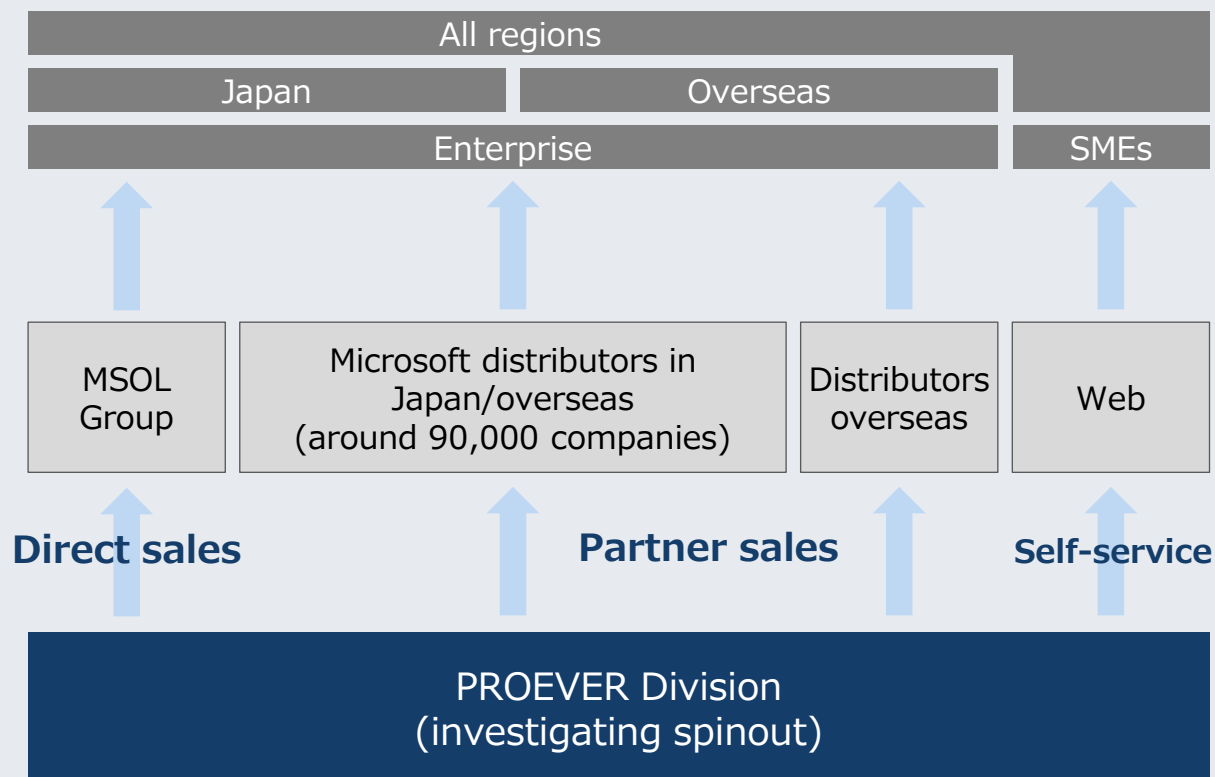 All regions
Japan
Overseas
Enterprise
SMEs
MSOL
Group
Microsoft distributors in
Japan/overseas
(around 90,000 companies)
Distributors
overseas
Web
Direct sales
Partner sales
Self-service
PROEVER Division
(investigating spinout)